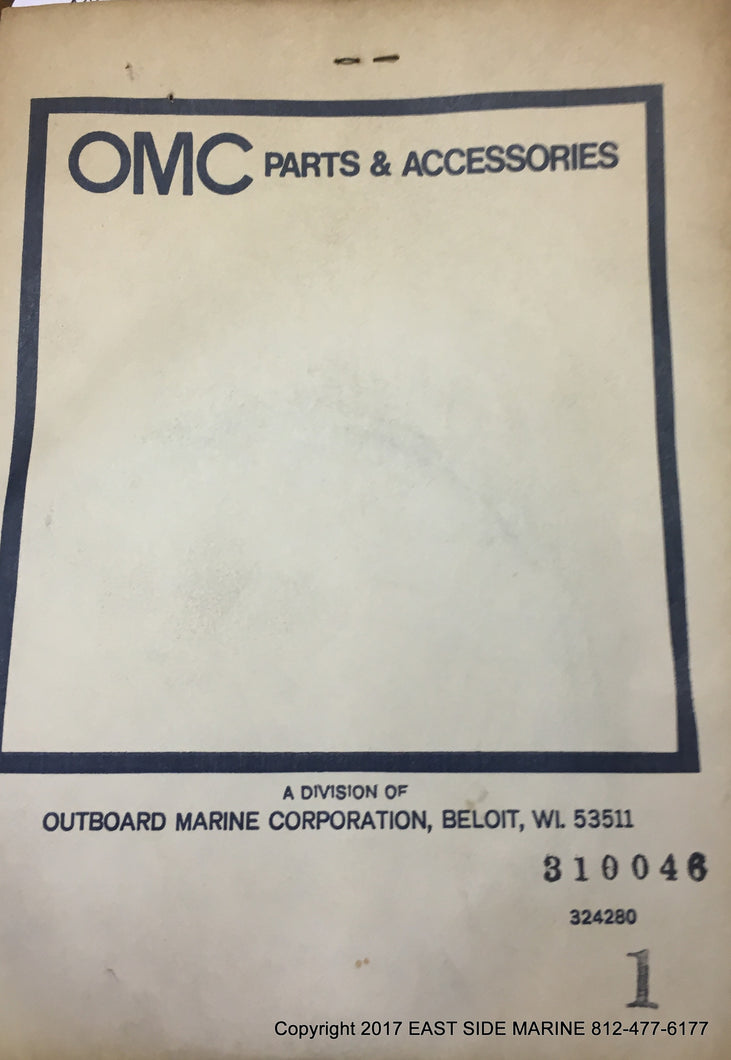 OMC PARTS & ACCESSORIES
A DIVISION OF
OUTBOARD MARINE CORPORATION, BELOIT, WI. 53511
310046
324280
1
Copyright 2017 EAST SIDE MARINE 812-477-6177